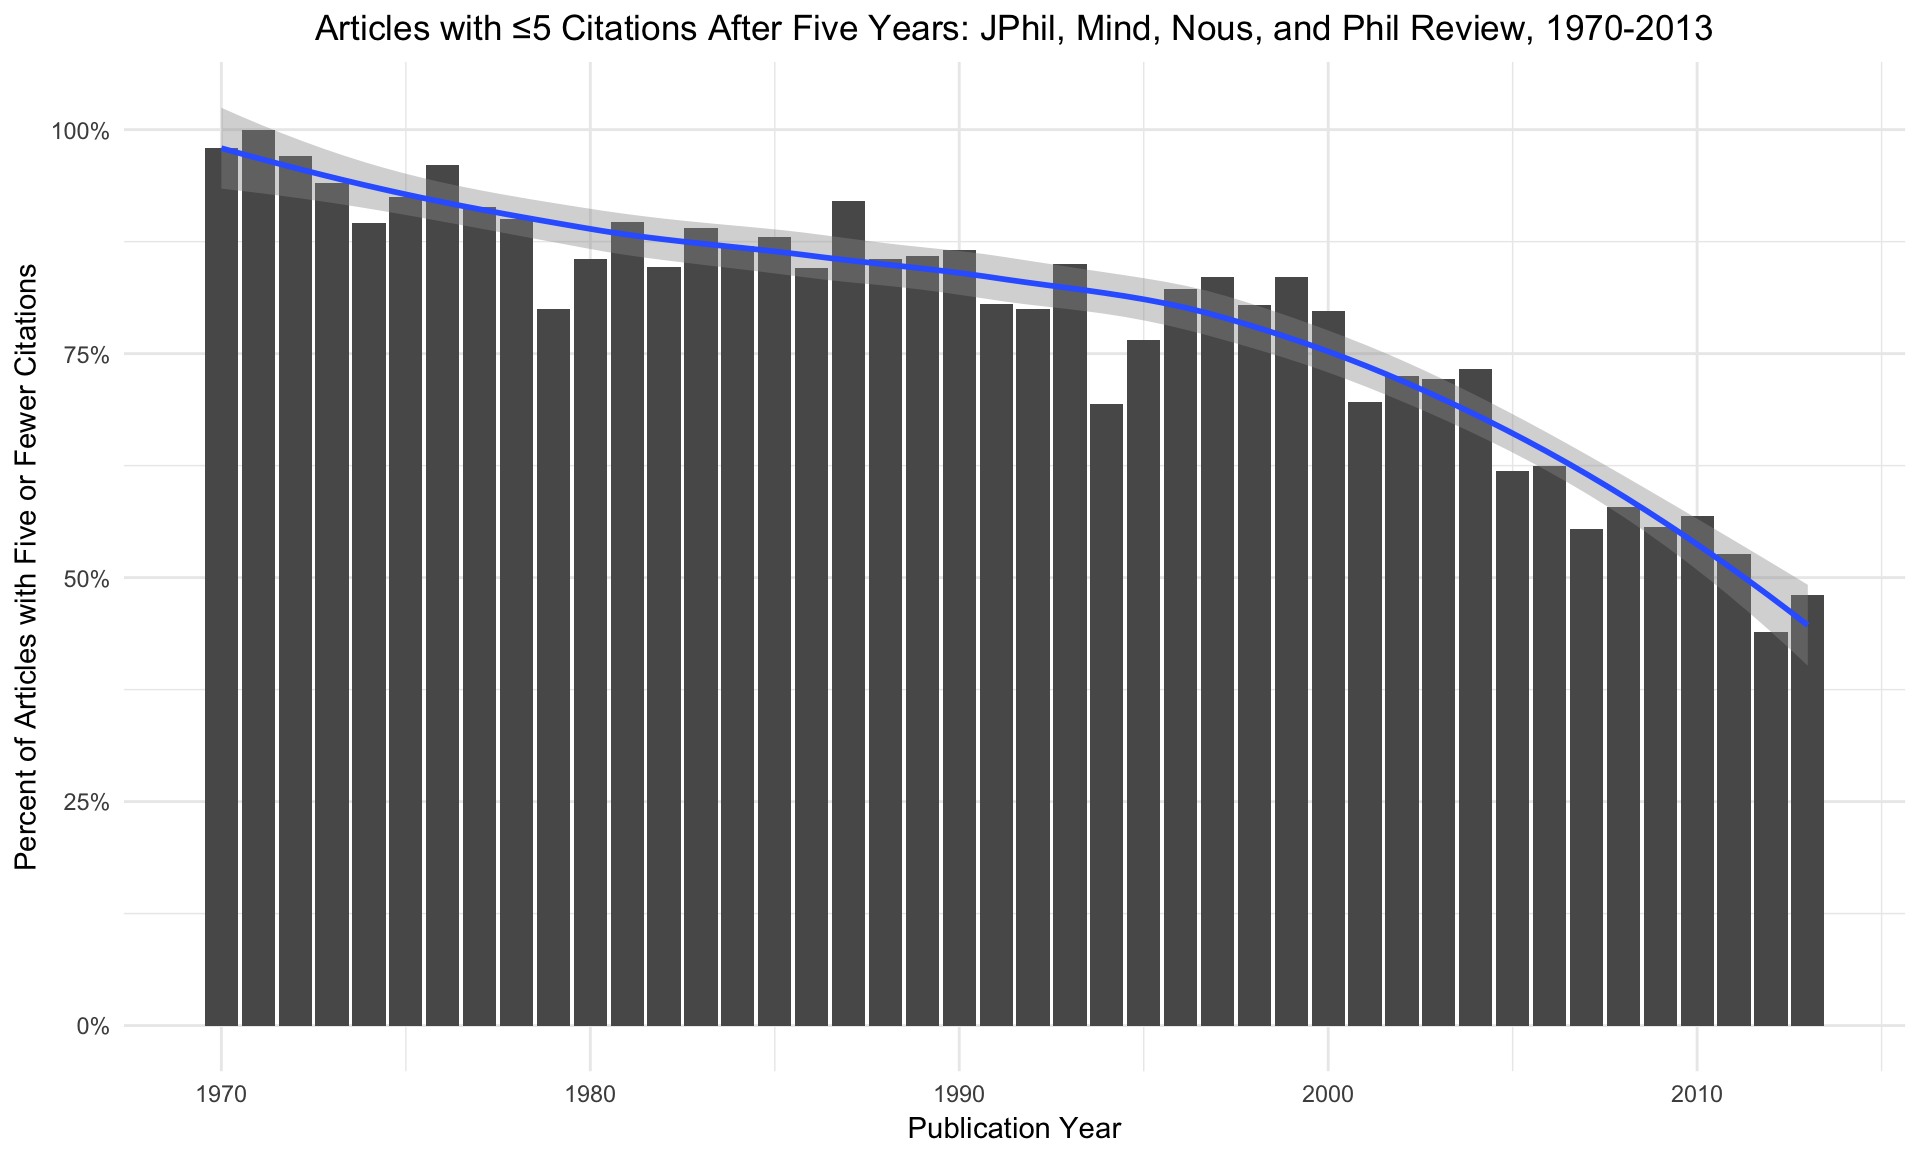 Articles with ≤5 Citations After Five Years: JPhil, Mind, Nous, and Phil Review, 1970-2013
Percent of Articles with Five or Fewer Citations
100%
75%
50%
25%
0%
1970 1980 1990 2000 2010
Publication Year